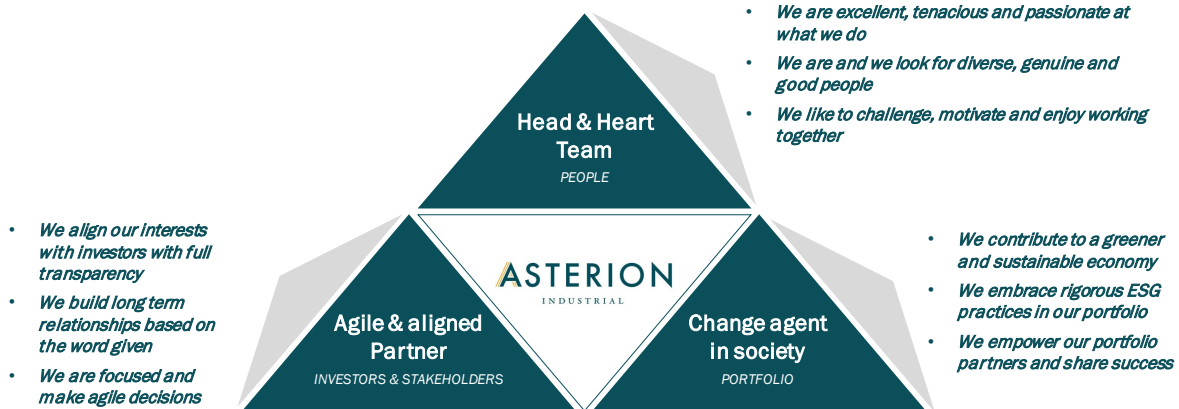 • We are excellent, tenacious and passionate at
what we do
• We are and we look for diverse, genuine and
good people
• We like to challenge, motivate and enjoy working
together
Head & Heart
Team
PEOPLE
• We align our interests
with investors with full
transparency
• We build long term
relationships based on
the word given
• We are focused and
make agile decisions
ASTERION
INDUSTRIAL
Agile & aligned
Partner
INVESTORS & STAKEHOLDERS
Change agent
in society
PORTFOLIO
• We contribute to a greener
and sustainable economy
• We embrace rigorous ESG
practices in our portfolio
• We empower our portfolio
partners and share success